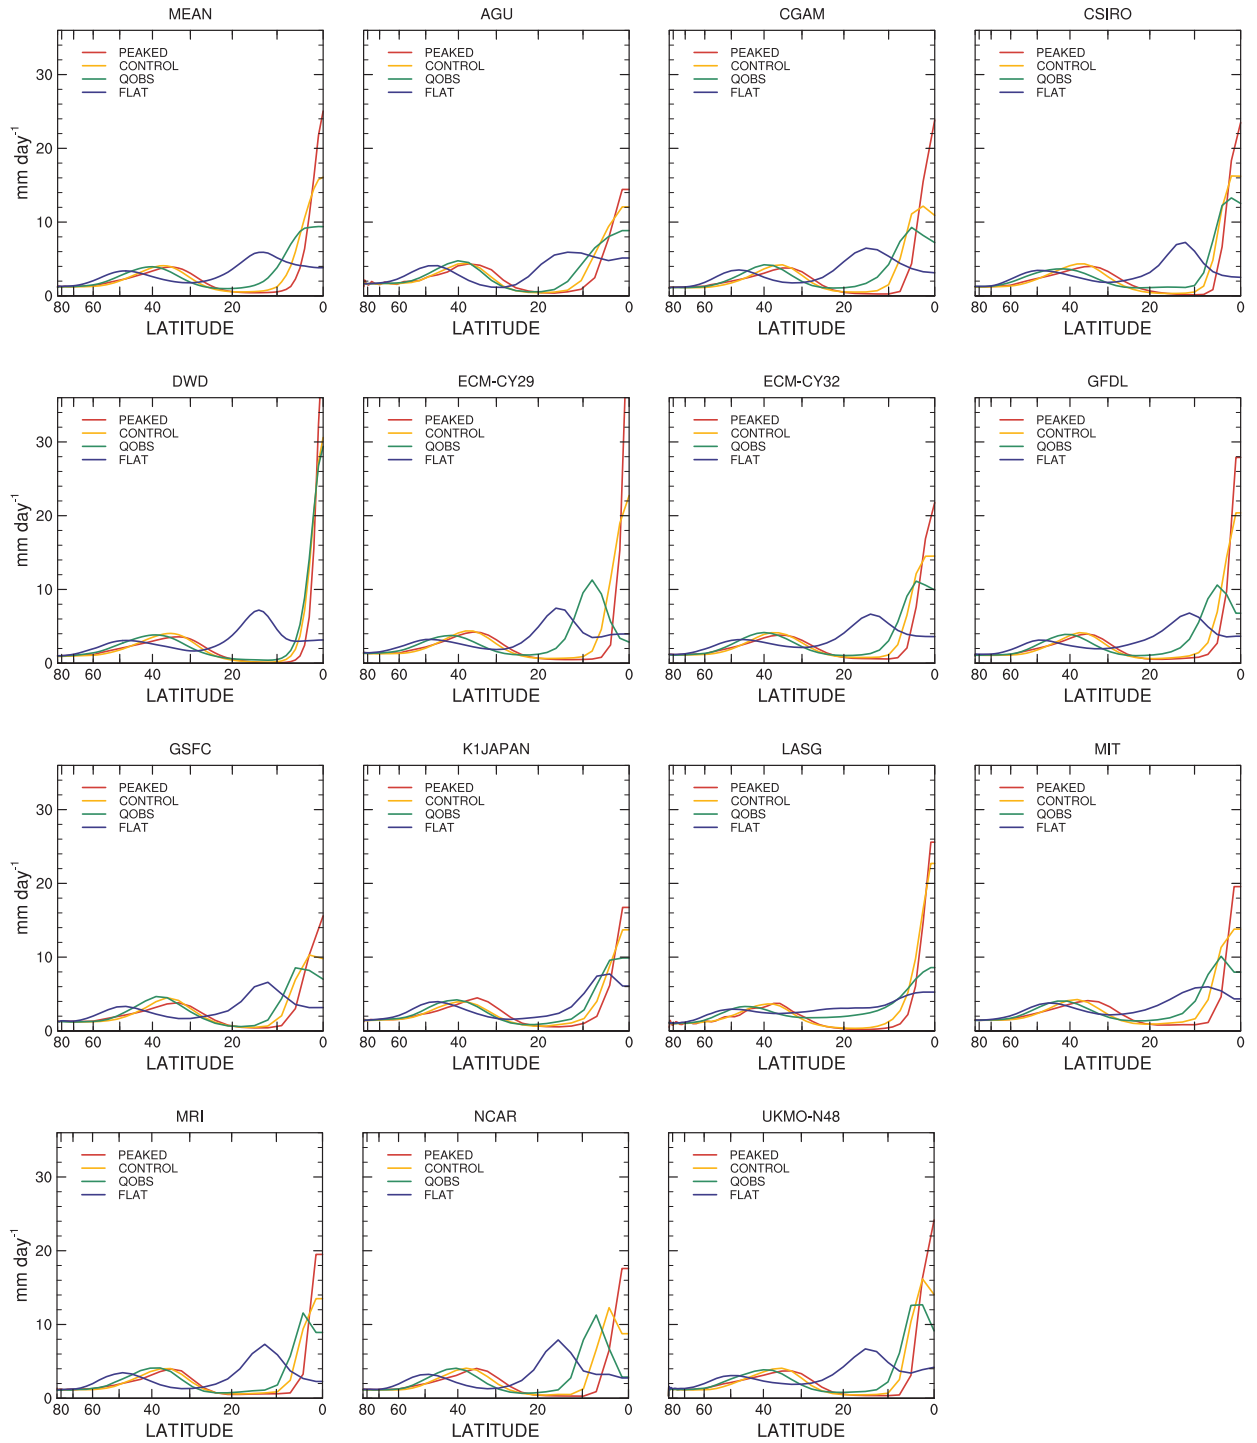 MEAN
AGU
CGAM
CSIRO
PEAKED
CONTROL
QOBS
FLAT
PEAKED
CONTROL
QOBS
FLAT
PEAKED
CONTROL
QOBS
FLAT
PEAKED
CONTROL
QOBS
FLAT
mm day-1
30
20
10
0
80 60 40 20 0
80 60 40 20 0
80 60 40 20 0
80 60 40 20 0
LATITUDE
LATITUDE
LATITUDE
LATITUDE
DWD
ECM-CY29
ECM-CY32
GFDL
PEAKED
CONTROL
QOBS
FLAT
PEAKED
CONTROL
QOBS
FLAT
PEAKED
CONTROL
QOBS
FLAT
PEAKED
CONTROL
QOBS
FLAT
mm day-1
30
20
10
0
80 60 40 20 0
80 60 40 20 0
80 60 40 20 0
80 60 40 20 0
LATITUDE
LATITUDE
LATITUDE
LATITUDE
GSFC
K1JAPAN
LASG
MIT
PEAKED
CONTROL
QOBS
FLAT
PEAKED
CONTROL
QOBS
FLAT
PEAKED
CONTROL
QOBS
FLAT
PEAKED
CONTROL
QOBS
FLAT
mm day-1
30
20
10
0
80 60 40 20 0
80 60 40 20 0
80 60 40 20 0
80 60 40 20 0
LATITUDE
LATITUDE
LATITUDE
LATITUDE
MRI
NCAR
UKMO-N48
PEAKED
CONTROL
QOBS
FLAT
PEAKED
CONTROL
QOBS
FLAT
PEAKED
CONTROL
QOBS
FLAT
mm day-1
30
20
10
0
80 60 40 20 0
80 60 40 20 0
80 60 40 20 0
LATITUDE
LATITUDE
LATITUDE